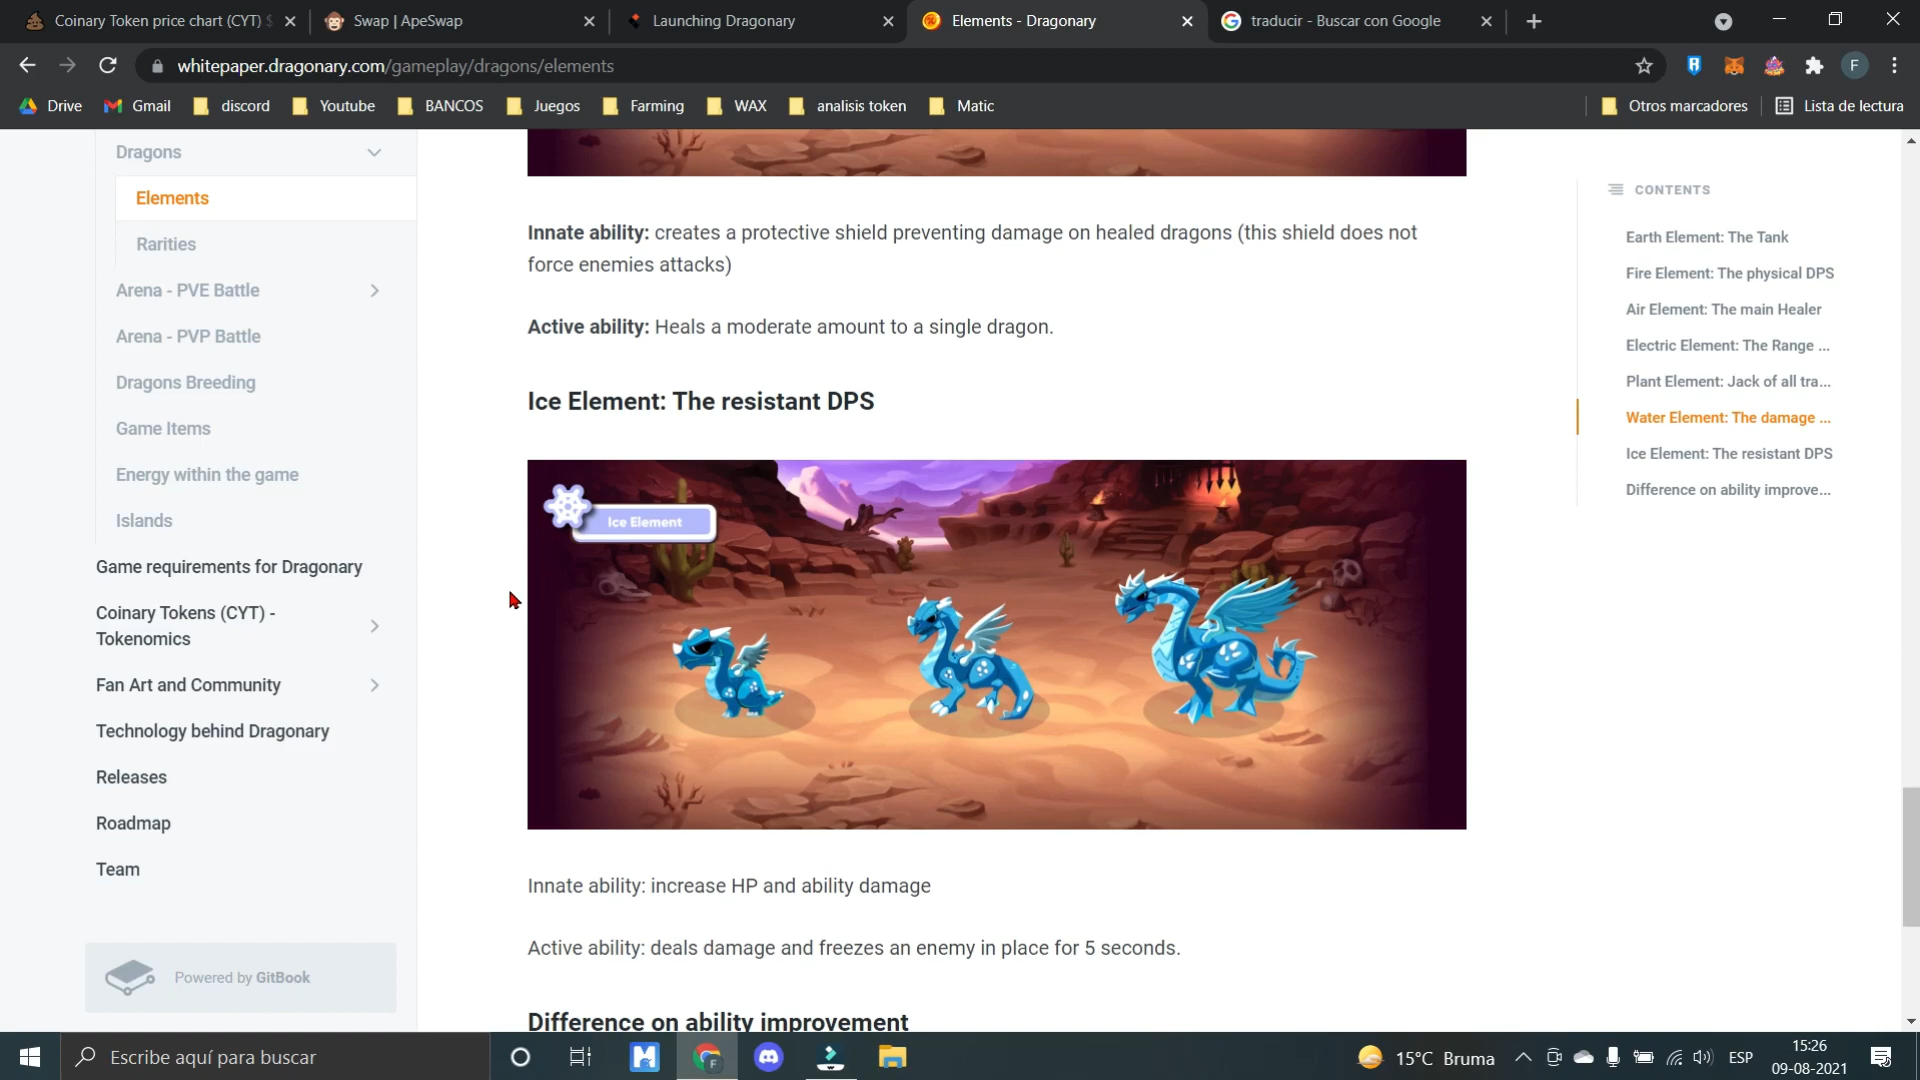 Coinary Token price chart (CYT) $
Swap | ApeSwap
Launching Dragonary
Elements - Dragonary
traducir - Buscar con Google
whitepaper.dragonary.com/gameplay/dragons/elements
F
Drive
Gmail
discord
Youtube
BANCOS
Juegos
Farming
WAX
analisis token
Matic
Otros marcadores
Lista de lectura
Dragons
Elements
Rarities
Arena - PVE Battle
Arena - PVP Battle
Dragons Breeding
Game Items
Energy within the game
Islands
Game requirements for Dragonary
Coinary Tokens (CYT) -
Tokenomics
Fan Art and Community
Technology behind Dragonary
Releases
Roadmap
Team
Powered by GitBook
Innate ability: creates a protective shield preventing damage on healed dragons (this shield does not
force enemies attacks)
Active ability: Heals a moderate amount to a single dragon.
Ice Element: The resistant DPS
Ice Element
Innate ability: increase HP and ability damage
Active ability: deals damage and freezes an enemy in place for 5 seconds.
Difference on ability improvement
CONTENTS
Earth Element: The Tank
Fire Element: The physical DPS
Air Element: The main Healer
Electric Element: The Range ...
Plant Element: Jack of all tra...
Water Element: The damage ...
Ice Element: The resistant DPS
Difference on ability improve...
Escribe aquí para buscar
15°C Bruma
ESP
15:26
09-08-2021